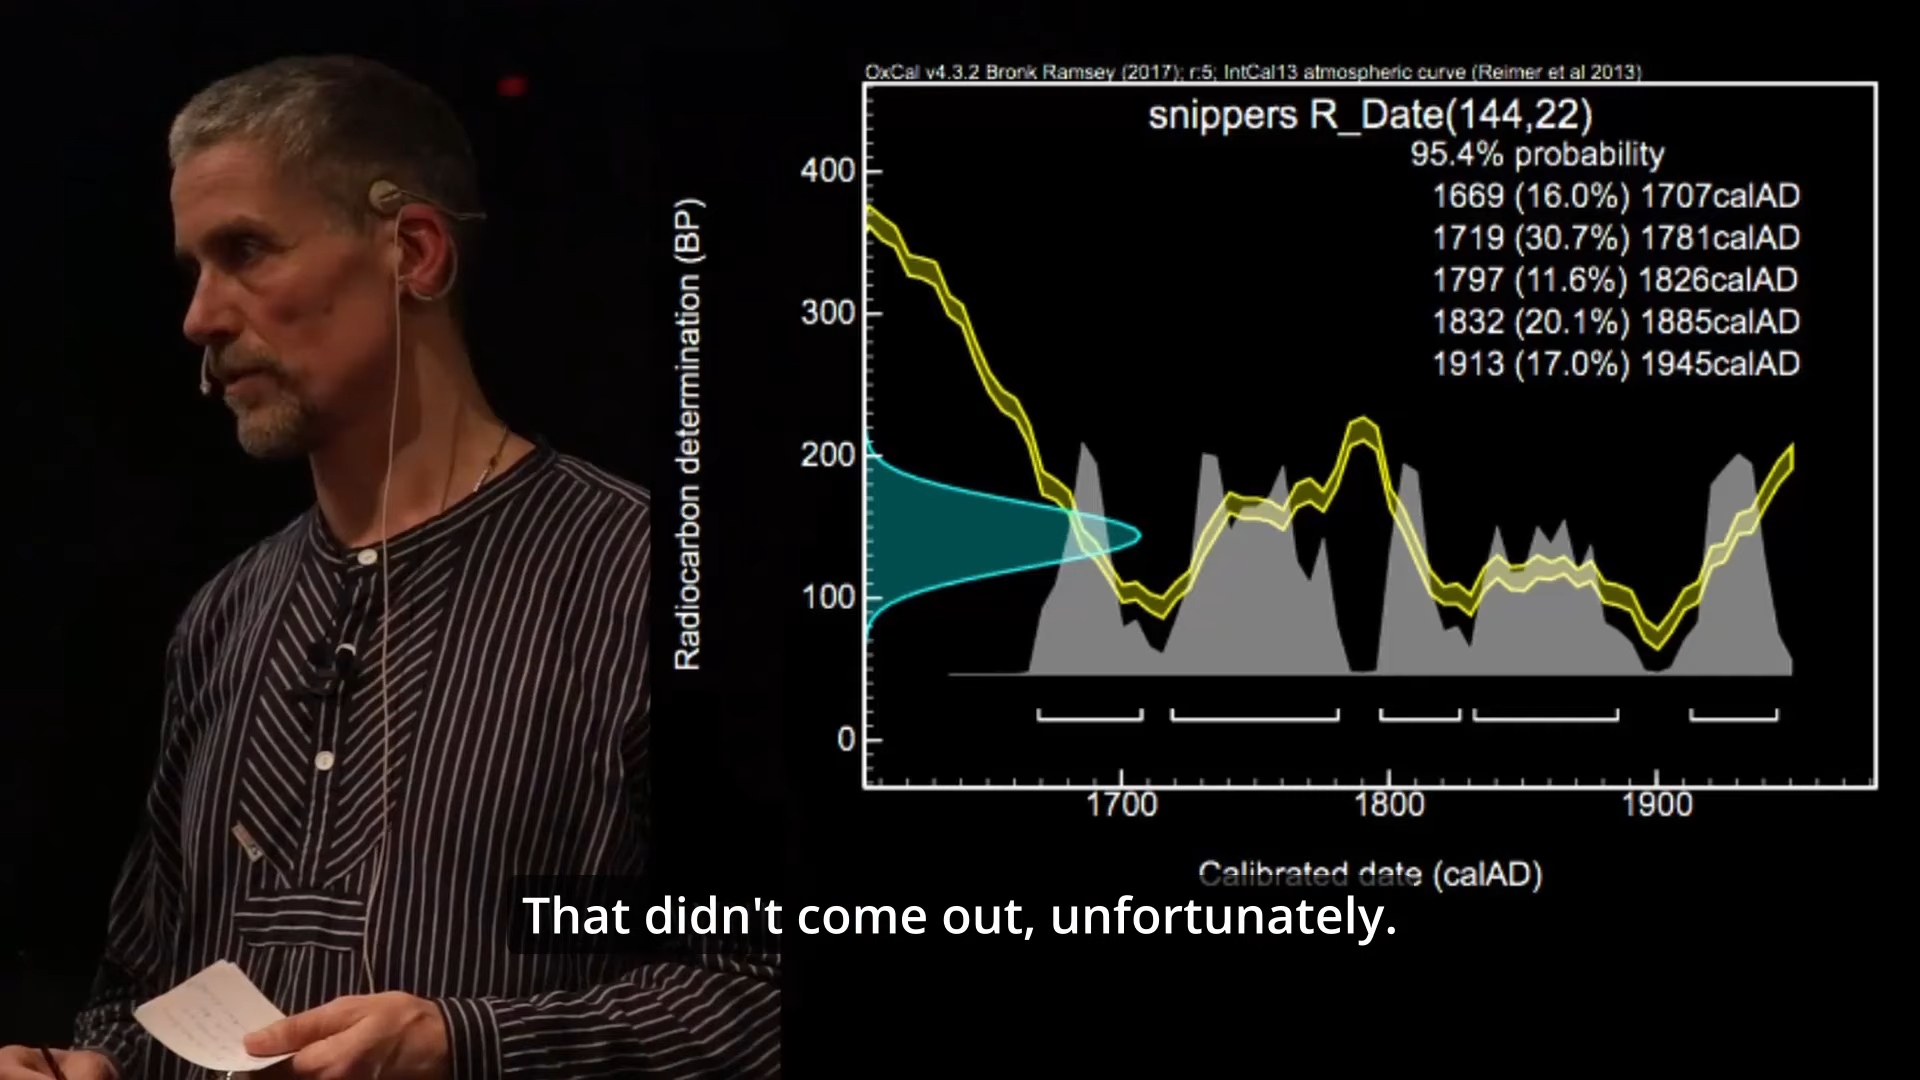 OxCal v4.3.2 Bronk Ramsey (2017); r:5; IntCal13 atmospheric curve (Reimer et al 2013)
snippers R_Date(144,22)
95.4% probability
1669 (16.0%) 1707calAD
1719 (30.7%) 1781calAD
1797 (11.6%) 1826calAD
1832 (20.1%) 1885calAD
1913 (17.0%) 1945calAD
Radiocarbon determination (BP)
400
300
200
100
0
1700 1800 1900
Calibrated date (calAD)
That didn't come out, unfortunately.